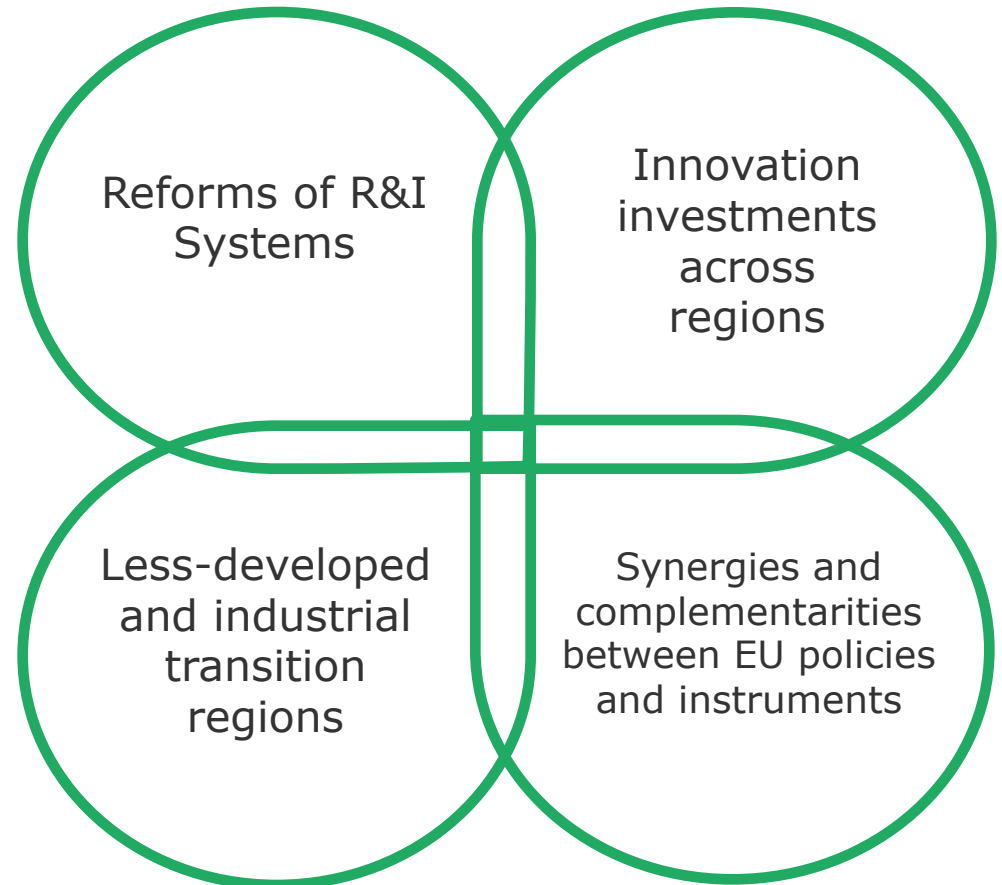 Reforms of R&I
Systems
Innovation
investments
across
regions
Less-developed
and industrial
transition
regions
Synergies and
complementarities
between EU policies
and instruments